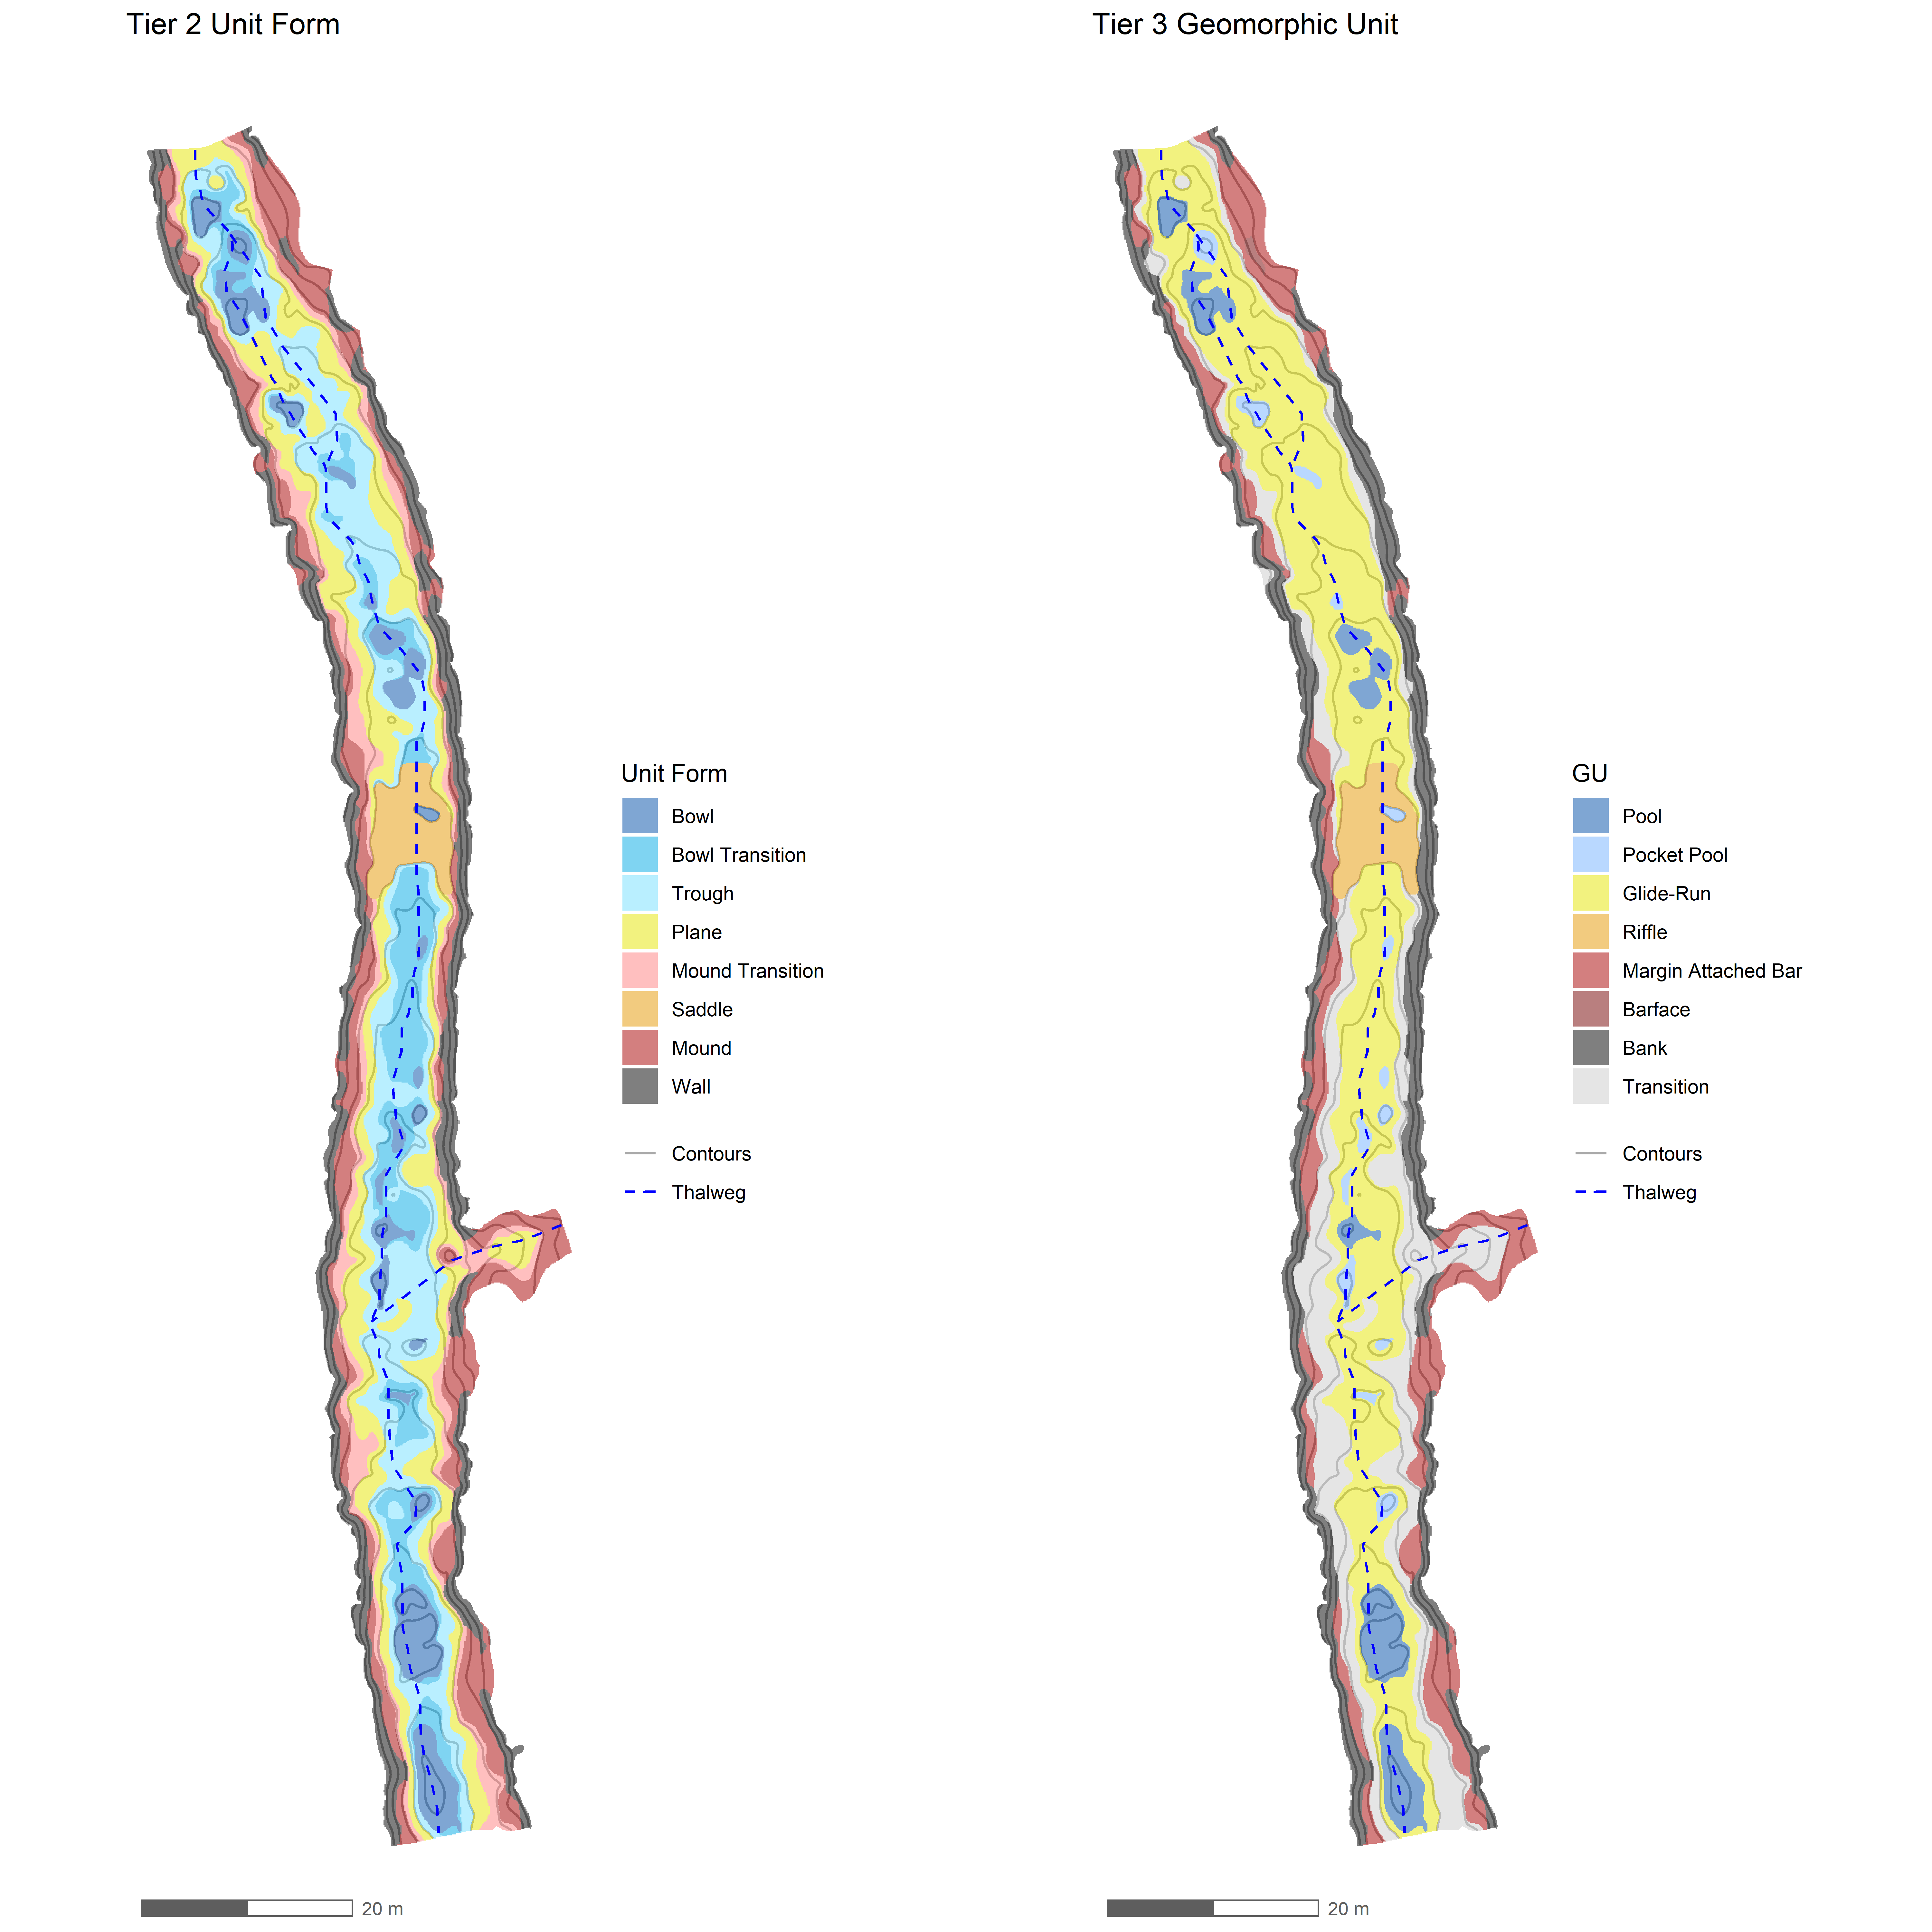 Tier 2 Unit Form
Unit Form
Bowl
Bowl Transition
Trough
Plane
Mound Transition
Saddle
Mound
Wall
Contours
Thalweg
20 m
Tier 3 Geomorphic Unit
GU
Pool
Pocket Pool
Glide-Run
Riffle
Margin Attached Bar
Barface
Bank
Transition
Contours
Thalweg
20 m